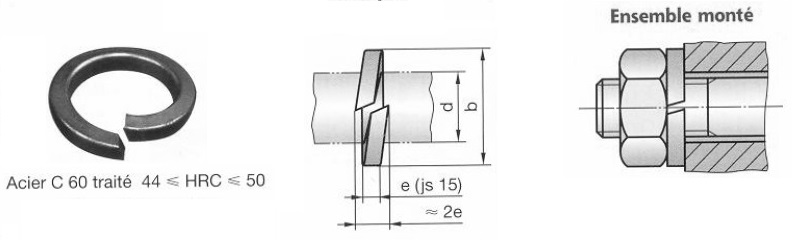 Ensemble monté
d
b
Acier C 60 traité 44 ⩽ HRC ⩽ 50
e (js 15)
≈ 2e